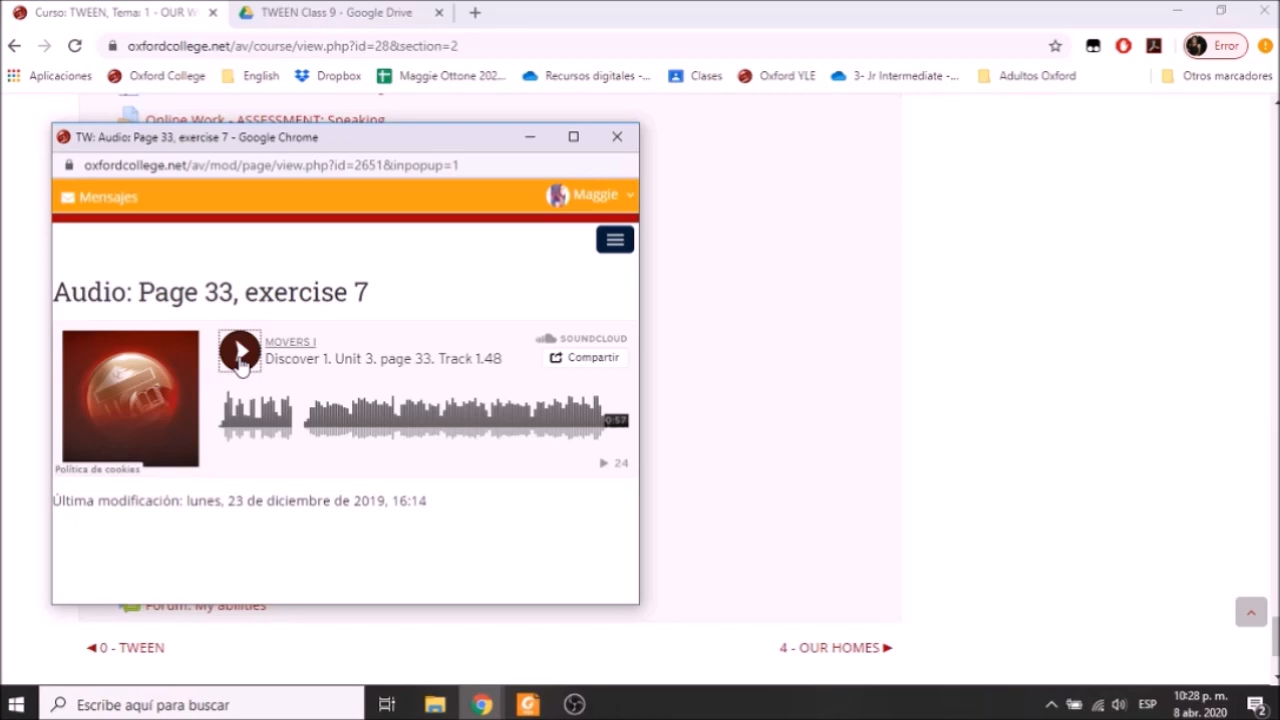 Curso: TWEEN, Tema: 1 - OUR W
TWEEN Class 9 - Google Drive
oxfordcollege.net/av/course/view.php?id=28&section=2
Error
Aplicaciones
Oxford College
English
Dropbox
Maggie Ottone 202...
Recursos digitales -...
Clases
Oxford YLE
3- Jr Intermediate -...
Adultos Oxford
Otros marcadores
Online Work - ASSESSMENT: Speaking
TW: Audio: Page 33, exercise 7 - Google Chrome
oxfordcollege.net/av/mod/page/view.php?id=2651&inpopup=1
Mensajes
Maggie
Audio: Page 33, exercise 7
MOVERS I
SOUNDCLOUD
Discover 1. Unit 3. page 33. Track 1.48
Compartir
0:57
24
Política de cookies
Última modificación: lunes, 23 de diciembre de 2019, 16:14
Forum: My abilities
◀ 0 - TWEEN
4 - OUR HOMES ▶
Escribe aquí para buscar
ESP
10:28 p. m.
8 abr. 2020
2